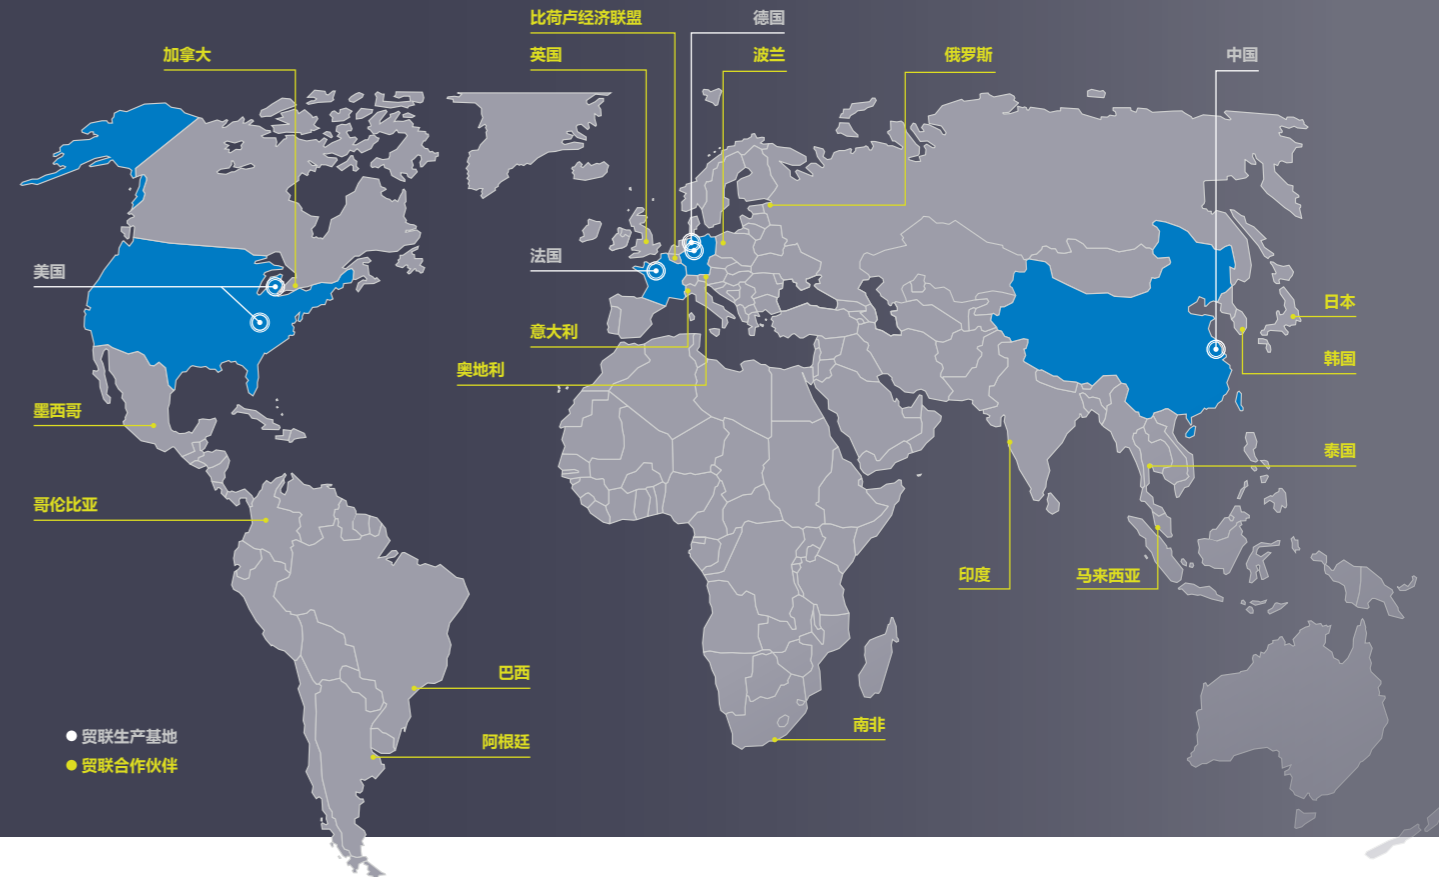 比荷卢经济联盟
德国
加拿大
英国
波兰
俄罗斯
中国
美国
法国
日本
意大利
韩国
奥地利
墨西哥
泰国
哥伦比亚
印度
马来西亚
巴西
南非
贸联生产基地
阿根廷
贸联合作伙伴